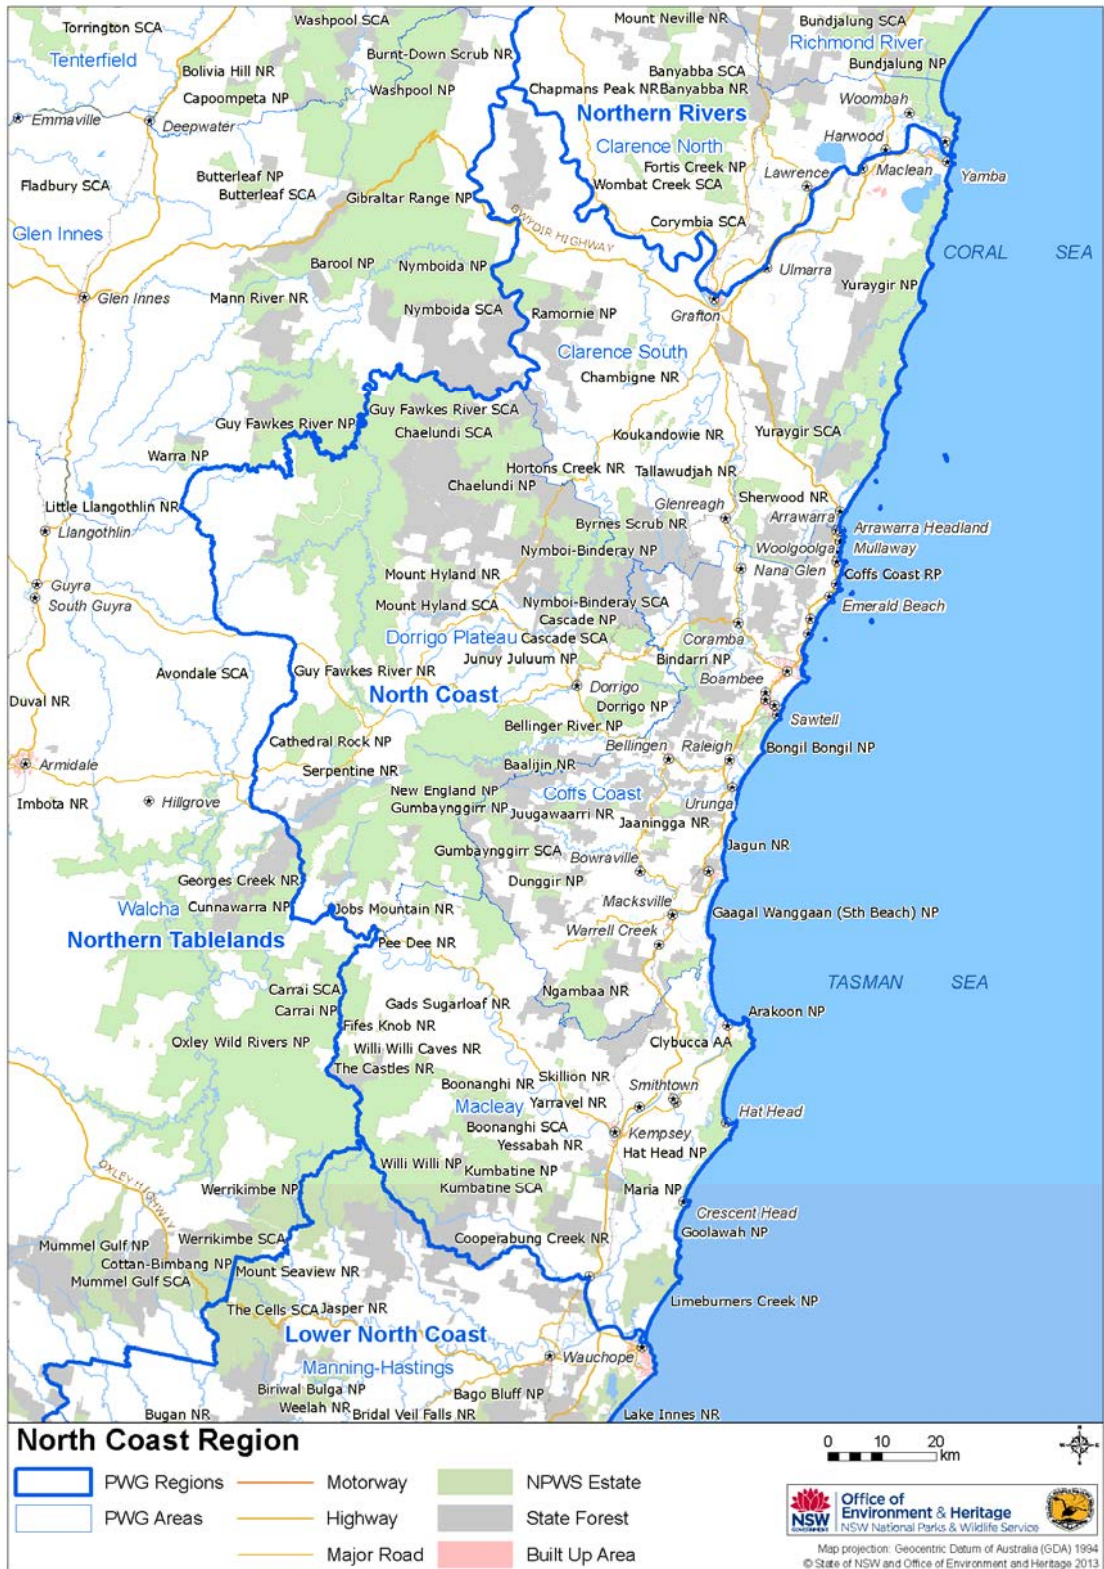 Torrington SCA
Washpool SCA
Mount Neville NR
Bundjalung SCA
Tenterfield
Richmond River
Burnt-Down Scrub NR
Bundjalung NP
Bolivia Hill NR
Banyabba SCA
Capoompeta NP
Washpool NP
Chapmans Peak NR
Banyabba NR
Woombah
Northern Rivers
Emmaville
Deepwater
Harwood
Clarence North
Maclean
Fortis Creek NP
Lawrence
Yamba
Butterleaf NP
Fladbury SCA
Butterleaf SCA
Wombat Creek SCA
Gibraltar Range NP
GWYDIR HIGHWAY
Corymbia SCA
Glen Innes
CORAL SEA
Barool NP
Nymboida NP
Ulmarra
Yuraygir NP
Glen Innes
Mann River NR
Nymboida SCA
Ramornie NP
Grafton
Clarence South
Chambigne NR
Guy Fawkes River SCA
Guy Fawkes River NP
Chaelundi SCA
Koukandowie NR
Yuraygir SCA
Warra NP
Hortons Creek NR
Tallawudjah NR
Chaelundi NP
Sherwood NR
Little Llangothlin NR
Glenreagh
Arrawarra
Byrnes Scrub NR
Arrawarra Headland
Llangothlin
Nymboi-Binderay NP
Woolgoolga
Mullaway
Nana Glen
Coffs Coast RP
Mount Hyland NR
Guyra
South Guyra
Mount Hyland SCA
Nymboi-Binderay SCA
Emerald Beach
Cascade NP
Dorrigo Plateau
Cascade SCA
Coramba
Junuy Juluum NP
Bindarri NP
Avondale SCA
Guy Fawkes River NR
Boambee
North Coast
Dorrigo
Duval NR
Dorrigo NP
Sawtell
Bellinger River NP
Cathedral Rock NP
Bellingen
Raleigh
Bongil Bongil NP
Armidale
Serpentine NR
Baalijin NR
New England NP
Coffs Coast
Imbota NR
Hillgrove
Gumbaynggirr NP
Juugawaarri NR
Urunga
Jaaningga NR
Gumbaynggirr SCA
Bowraville
Jagun NR
Georges Creek NR
Dunggir NP
Walcha
Cunnawarra NP
Jobs Mountain NR
Macksville
Gaagal Wanggaan (Sth Beach) NP
Northern Tablelands
Pee Dee NR
Warrell Creek
Carrai SCA
Ngambaa NR
TASMAN SEA
Carrai NP
Gads Sugarloaf NR
Arakoon NP
Fifes Knob NR
Oxley Wild Rivers NP
Willi Willi Caves NR
Clybucca AA
The Castles NR
Skillion NR
Boonanghi NR
Smithtown
Macleay
Yarravel NR
Hat Head
Boonanghi SCA
Kempsey
Yessabah NR
Hat Head NP
OXLEY HIGHWAY
Willi Willi NP
Kumbatine NP
Werrikimbe NP
Kumbatine SCA
Maria NP
Crescent Head
Werrikimbe SCA
Cooperabung Creek NR
Goolawah NP
Mummel Gulf NP
Cottan-Bimbang NP
Mount Seaview NR
Mummel Gulf SCA
Limeburners Creek NP
The Cells SCA
Jasper NR
Lower North Coast
Wauchope
Manning-Hastings
Biriwal Bulga NP
Bago Bluff NP
Weelah NR
Bugan NR
Bridal Veil Falls NR
Lake Innes NR
North Coast Region
0 10 20
km
PWG Regions
Motorway
NPWS Estate
PWG Areas
Highway
State Forest
Major Road
Built Up Area
NSW
GOVERNMENT
Office of
Environment & Heritage
NSW National Parks & Wildlife Service
Map projection: Geocentric Datum of Australia (GDA) 1994
© State of NSW and Office of Environment and Heritage 2013